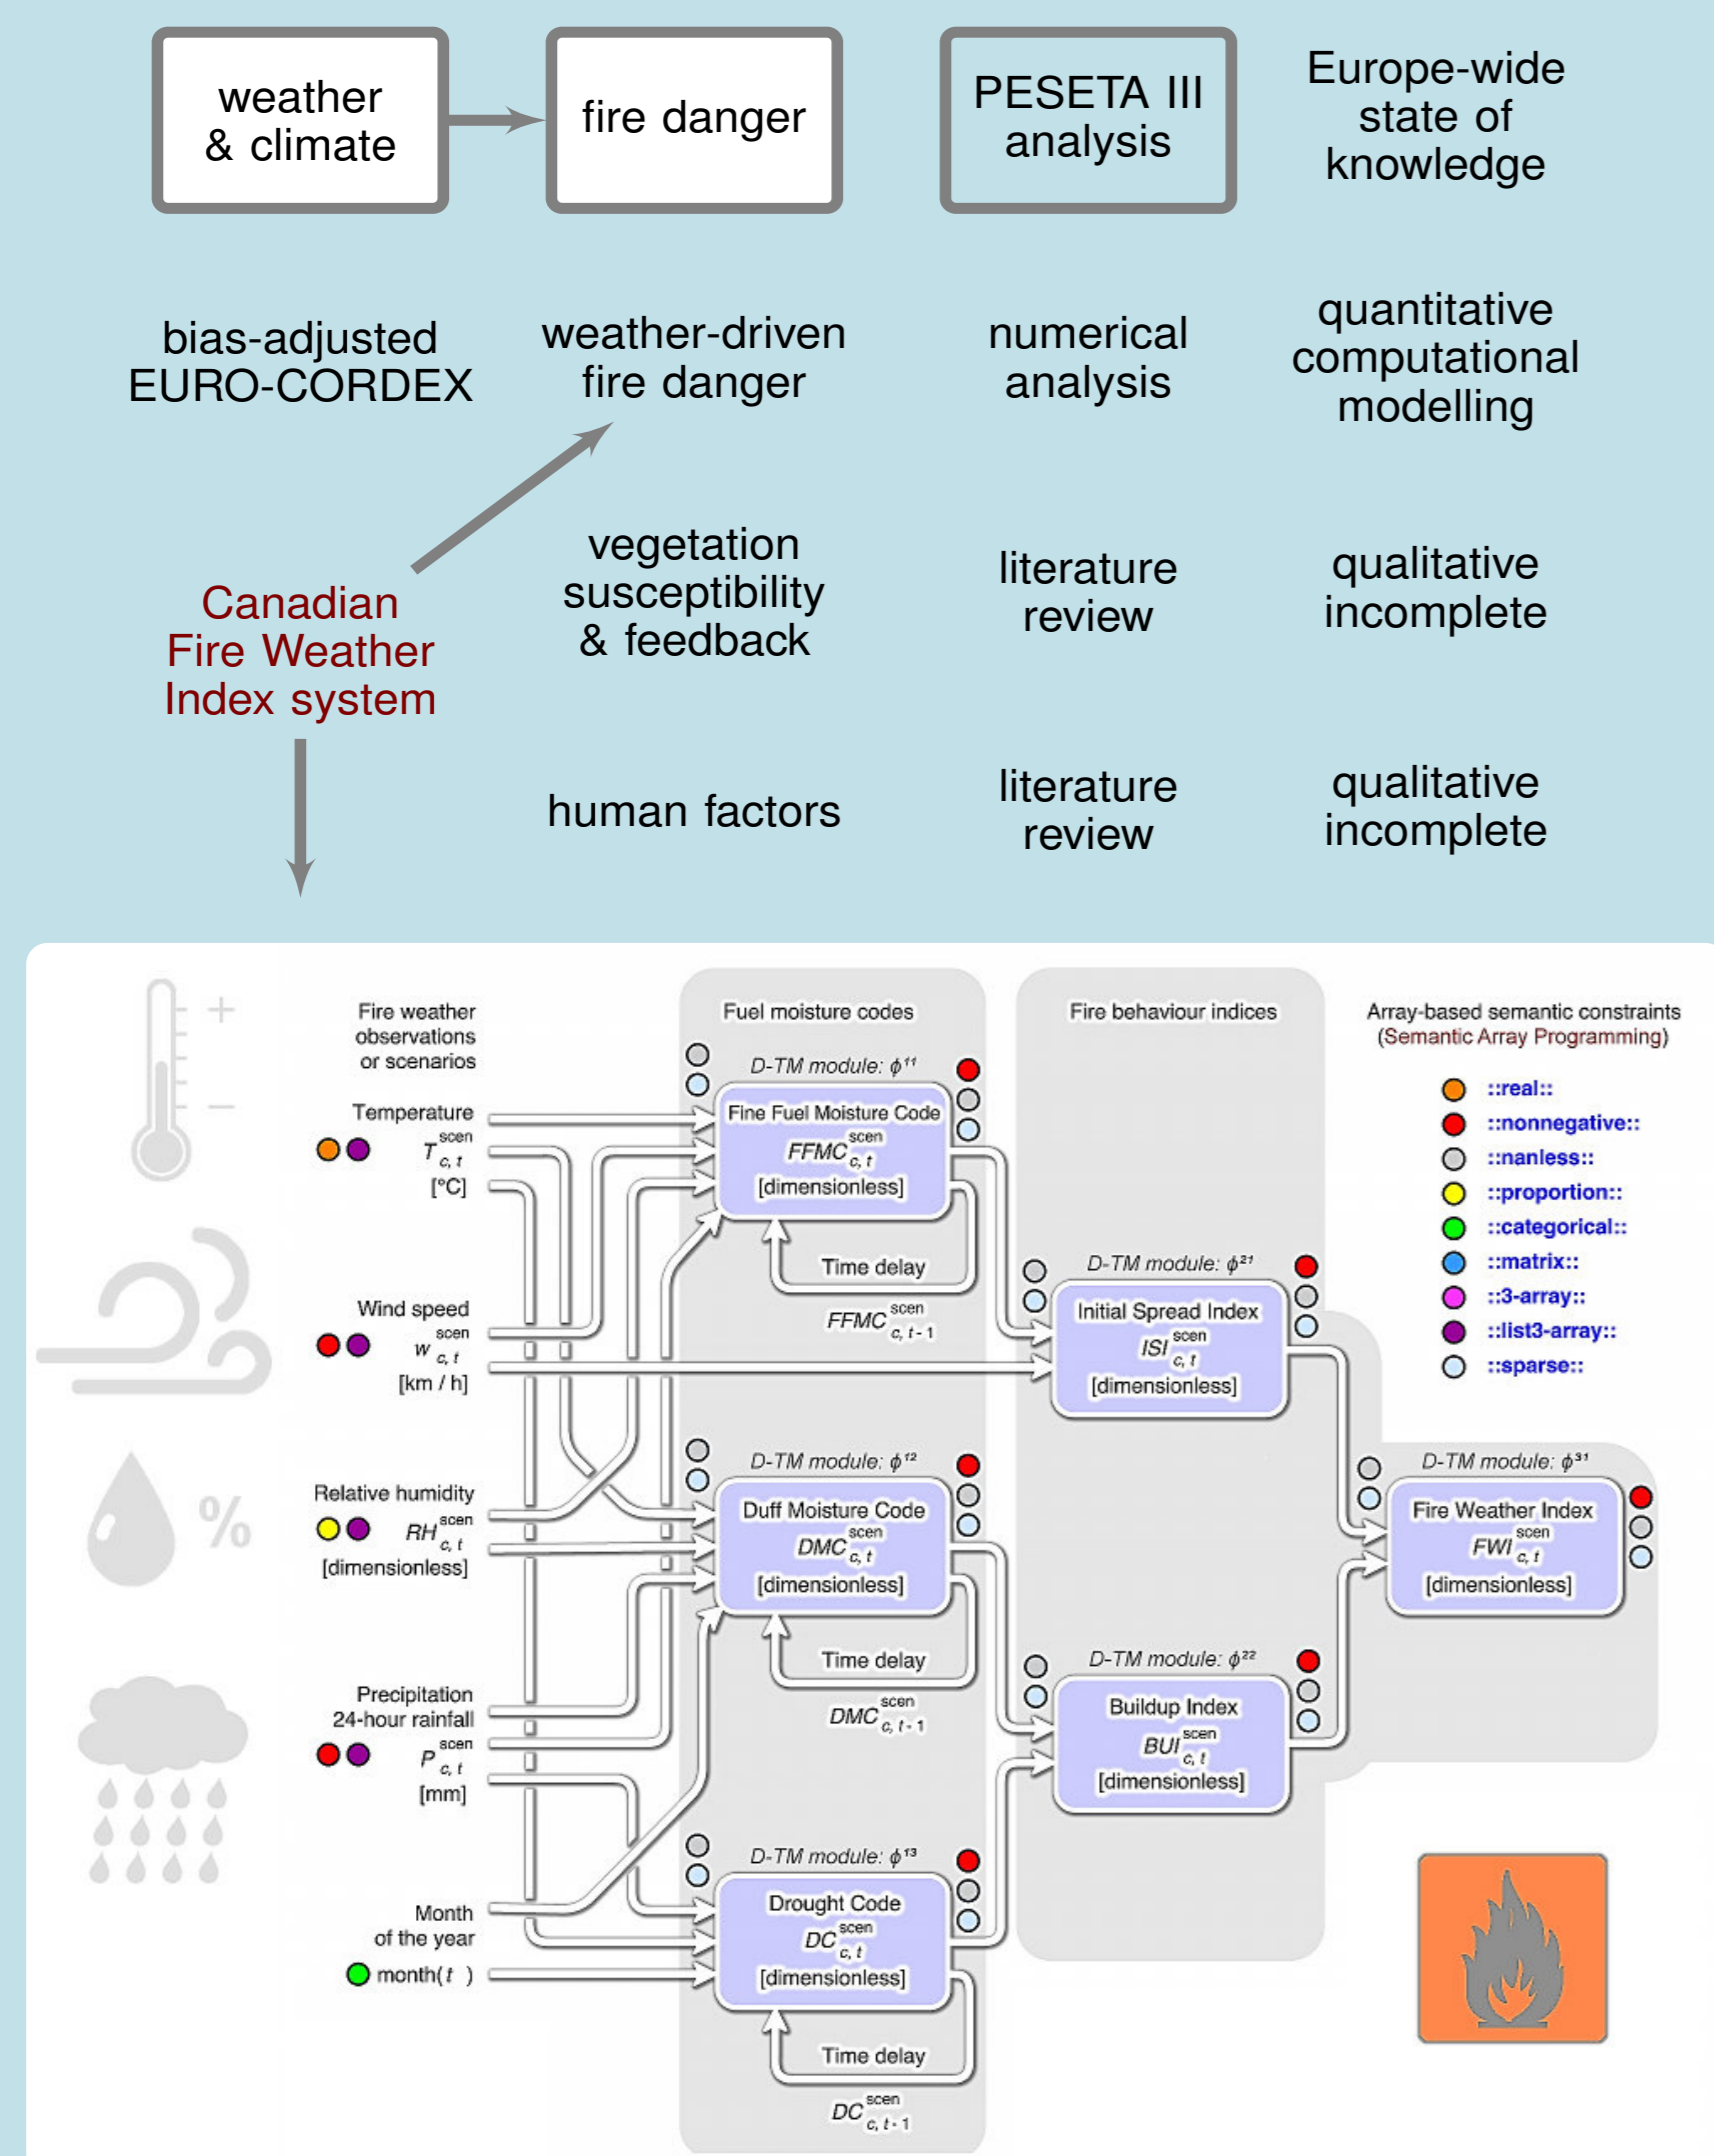 weather
& climate
fire danger
PESETA III
analysis
Europe-wide
state of
knowledge
bias-adjusted
EURO-CORDEX
weather-driven
fire danger
numerical
analysis
quantitative
computational
modelling
Canadian
Fire Weather
Index system
vegetation
susceptibility
& feedback
literature
review
qualitative
incomplete
human factors
literature
review
qualitative
incomplete
Fire weather
observations
or scenarios
Temperature
T scen c, t
[°C]
Wind speed
w scen c, t
[km / h]
Relative humidity
RH scen c, t
[dimensionless]
%
Precipitation
24-hour rainfall
P scen c, t
[mm]
Month
of the year
month(t )
Fuel moisture codes
D-TM module: ϕ¹¹
Fine Fuel Moisture Code
FFMC scen c, t
[dimensionless]
Time delay
FFMC scen c, t - 1
D-TM module: ϕ¹²
Duff Moisture Code
DMC scen c, t
[dimensionless]
Time delay
DMC scen c, t - 1
D-TM module: ϕ¹³
Drought Code
DC scen c, t
[dimensionless]
Time delay
DC scen c, t - 1
Fire behaviour indices
D-TM module: ϕ²¹
Initial Spread Index
ISI scen c, t
[dimensionless]
D-TM module: ϕ²²
Buildup Index
BUI scen c, t
[dimensionless]
D-TM module: ϕ³¹
Fire Weather Index
FWI scen c, t
[dimensionless]
Array-based semantic constraints
(Semantic Array Programming)
::real::
::nonnegative::
::nanless::
::proportion::
::categorical::
::matrix::
::3-array::
::list3-array::
::sparse::